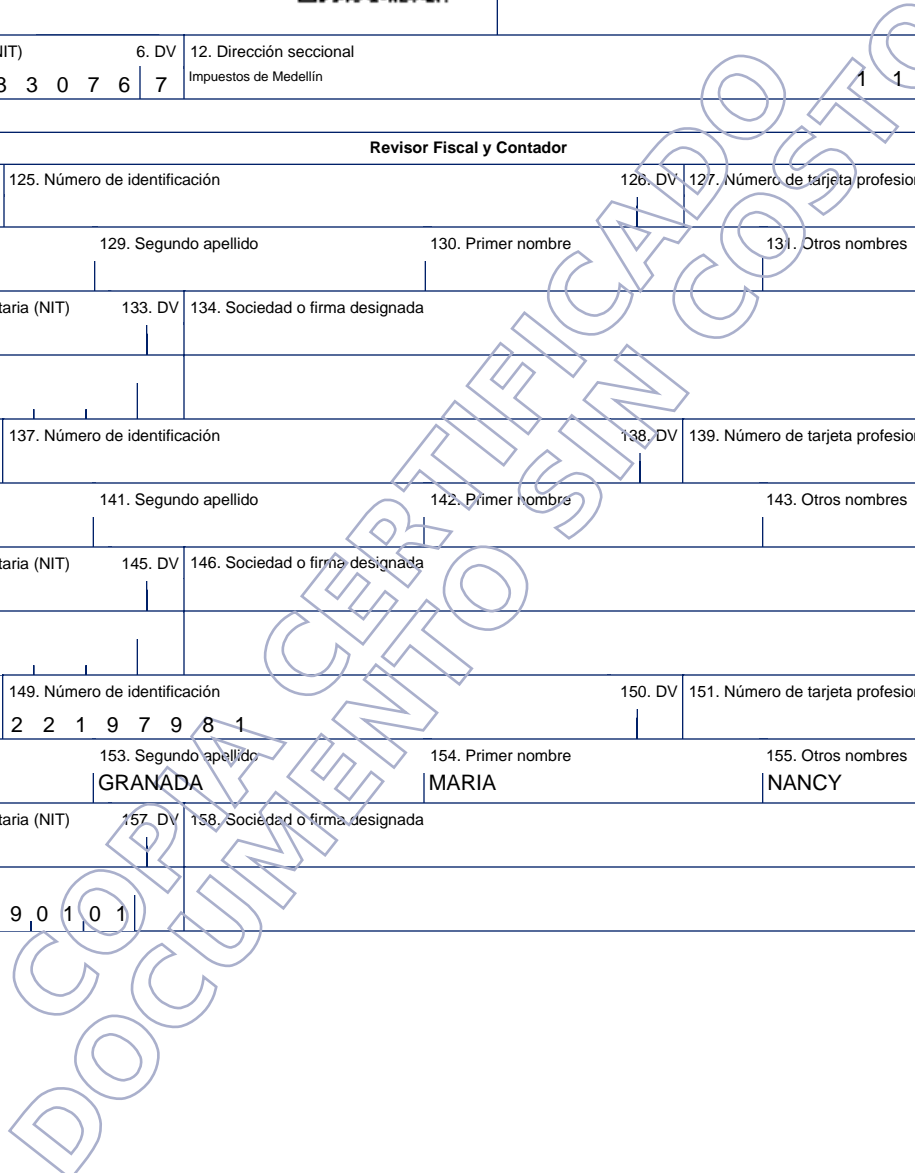 NIT) 6. DV 12. Dirección seccional
3 3 0 7 6 7 Impuestos de Medellín 1 1
Revisor Fiscal y Contador
125. Número de identificación 126. DV 127. Número de tarjeta profesion
129. Segundo apellido 130. Primer nombre 131. Otros nombres
taria (NIT) 133. DV 134. Sociedad o firma designada
137. Número de identificación 138. DV 139. Número de tarjeta profesion
141. Segundo apellido 142. Primer nombre 143. Otros nombres
taria (NIT) 145. DV 146. Sociedad o firma designada
149. Número de identificación 150. DV 151. Número de tarjeta profesion
2 2 1 9 7 9 8 1
153. Segundo apellido 154. Primer nombre 155. Otros nombres
GRANADA MARIA NANCY
taria (NIT) 157. DV 158. Sociedad o firma designada
9 0 1 0 1
COPIA CERTIFICADO
DOCUMENTO SIN COSTO